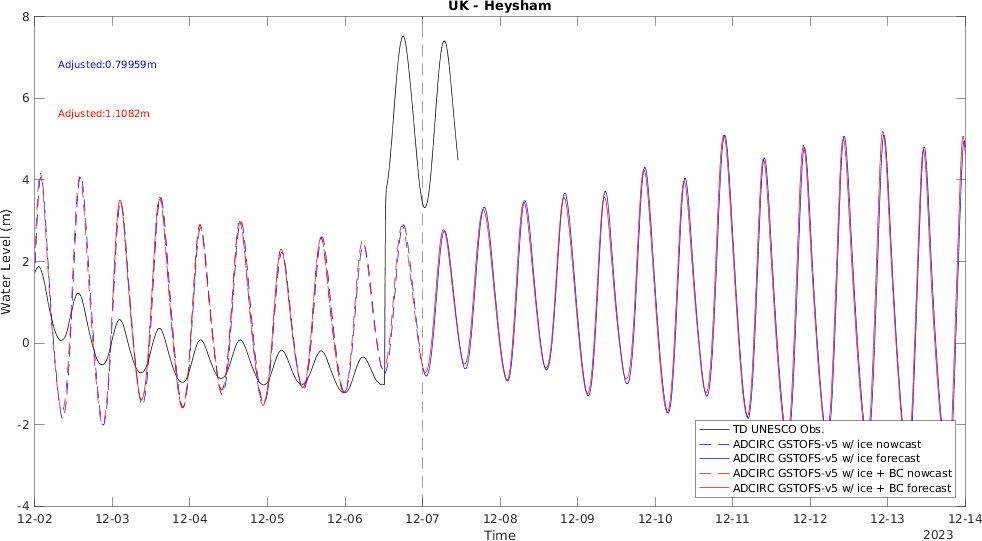 UK - Heysham
8
6
4
2
0
-2
-4
Water Level (m)
Adjusted:0.79959m
Adjusted:1.1082m
TD UNESCO Obs.
ADCIRC GSTOFS-v5 w/ ice nowcast
ADCIRC GSTOFS-v5 w/ ice forecast
ADCIRC GSTOFS-v5 w/ ice + BC nowcast
ADCIRC GSTOFS-v5 w/ ice + BC forecast
12-02 12-03 12-04 12-05 12-06 12-07 12-08 12-09 12-10 12-11 12-12 12-13 12-14
Time
2023